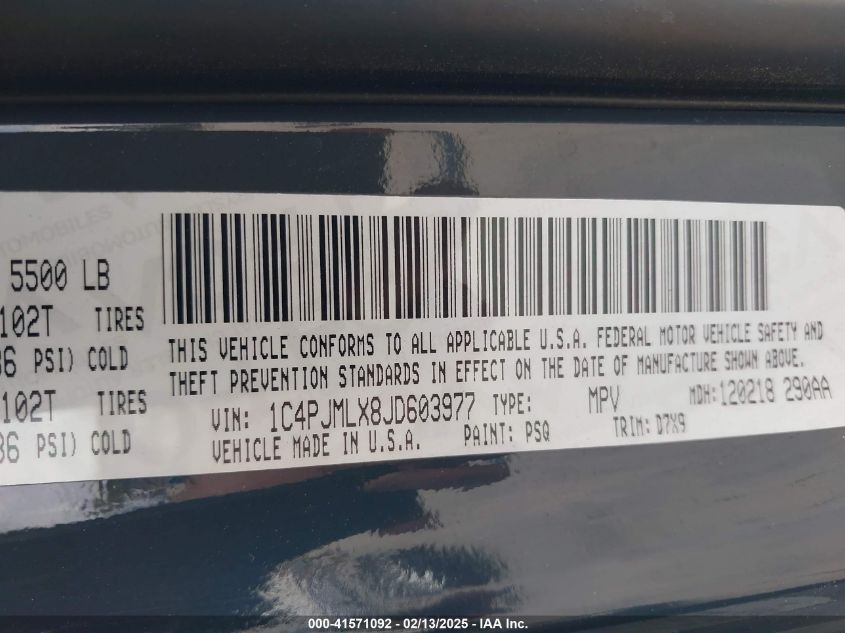 5500 LB
102T TIRES
36 PSI) COLD
102T TIRES
36 PSI) COLD
THIS VEHICLE CONFORMS TO ALL APPLICABLE U.S.A. FEDERAL MOTOR VEHICLE SAFETY AND
THEFT PREVENTION STANDARDS IN EFFECT ON THE DATE OF MANUFACTURE SHOWN ABOVE.
VIN: 1C4PJMLX8JD603977 TYPE: MPV MDH: 120218 290AA
VEHICLE MADE IN U.S.A. PAINT: PSQ TRIM: D7X9
000-41571092 - 02/13/2025 - IAA Inc.